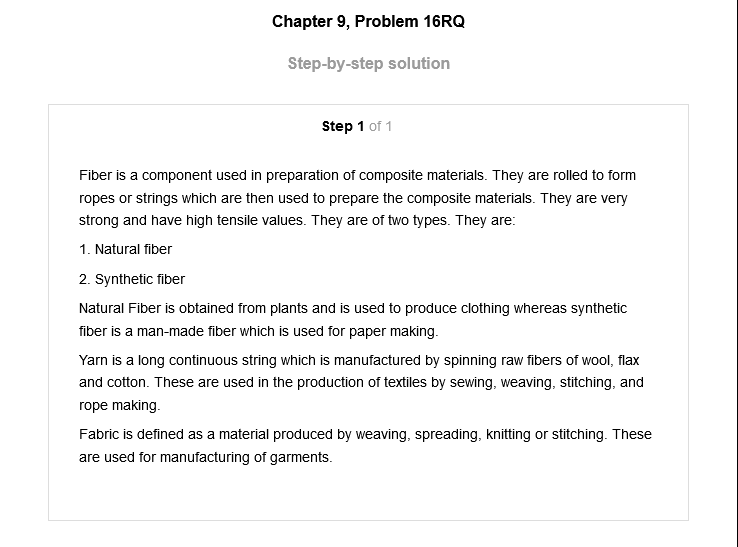 Chapter 9, Problem 16RQ
Step-by-step solution
Step 1 of 1
Fiber is a component used in preparation of composite materials. They are rolled to form
ropes or strings which are then used to prepare the composite materials. They are very
strong and have high tensile values. They are of two types. They are:
1. Natural fiber
2. Synthetic fiber
Natural Fiber is obtained from plants and is used to produce clothing whereas synthetic
fiber is a man-made fiber which is used for paper making.
Yarn is a long continuous string which is manufactured by spinning raw fibers of wool, flax
and cotton. These are used in the production of textiles by sewing, weaving, stitching, and
rope making.
Fabric is defined as a material produced by weaving, spreading, knitting or stitching. These
are used for manufacturing of garments.